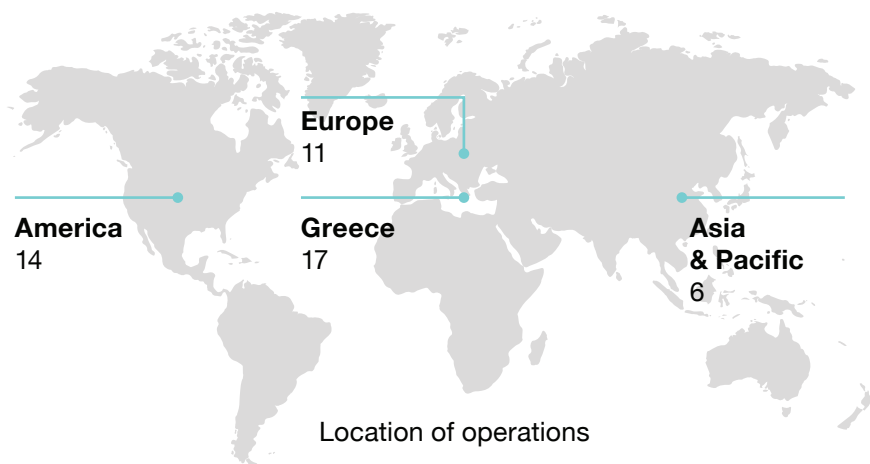 Europe
11
America
14
Greece
17
Asia
& Pacific
6
Location of operations